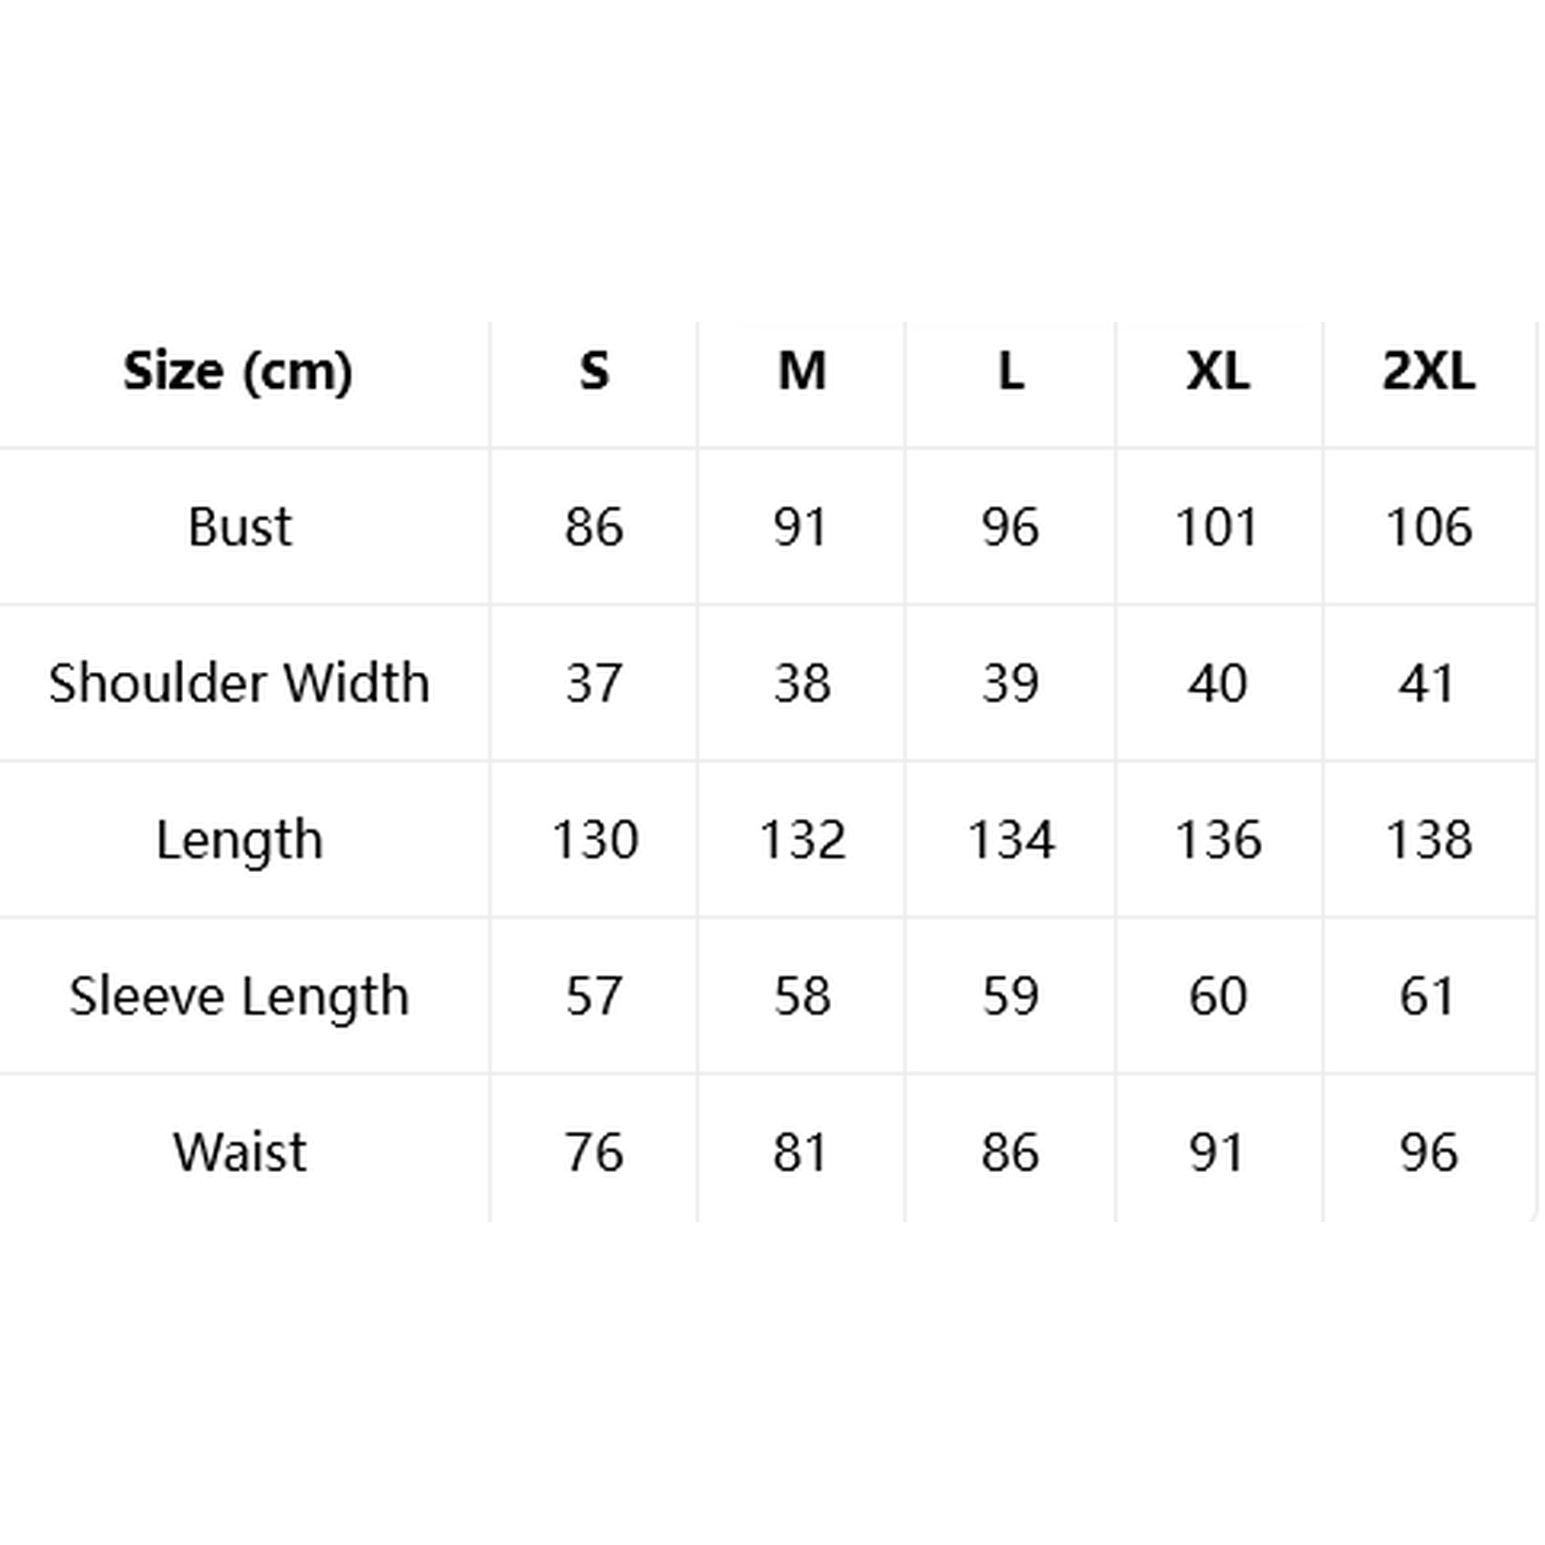 Size (cm) S M L XL 2XL
Bust 86 91 96 101 106
Shoulder Width 37 38 39 40 41
Length 130 132 134 136 138
Sleeve Length 57 58 59 60 61
Waist 76 81 86 91 96